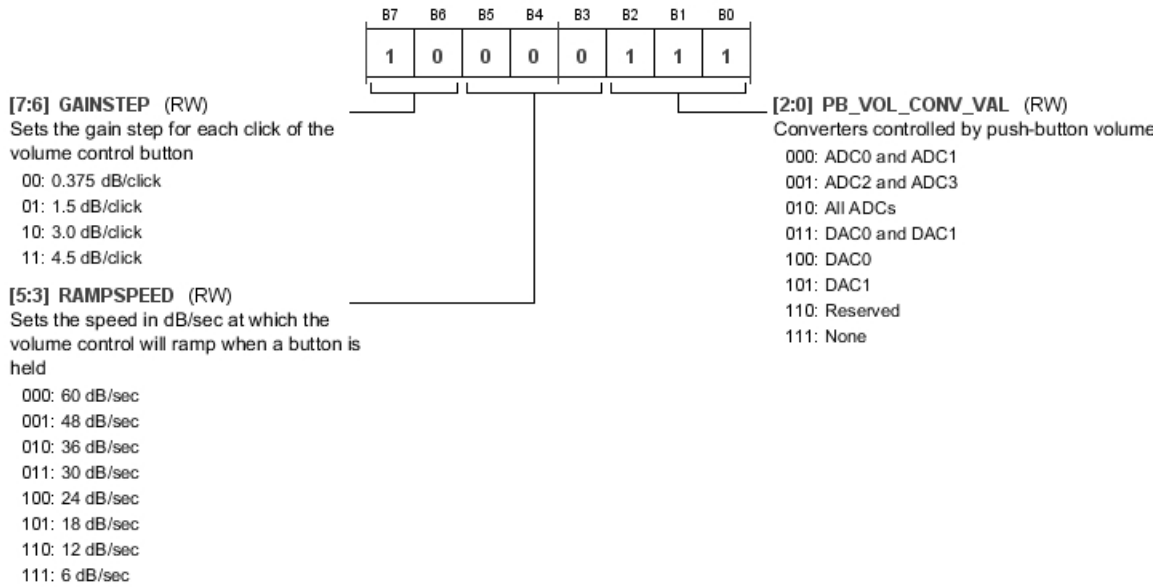 B7 B6 B5 B4 B3 B2 B1 B0
1 0 0 0 0 1 1 1
[7:6] GAINSTEP (RW)
Sets the gain step for each click of the
volume control button
00: 0.375 dB/click
01: 1.5 dB/click
10: 3.0 dB/click
11: 4.5 dB/click
[5:3] RAMPSPEED (RW)
Sets the speed in dB/sec at which the
volume control will ramp when a button is
held
000: 60 dB/sec
001: 48 dB/sec
010: 36 dB/sec
011: 30 dB/sec
100: 24 dB/sec
101: 18 dB/sec
110: 12 dB/sec
111: 6 dB/sec
[2:0] PB_VOL_CONV_VAL (RW)
Converters controlled by push-button volume
000: ADC0 and ADC1
001: ADC2 and ADC3
010: All ADCs
011: DAC0 and DAC1
100: DAC0
101: DAC1
110: Reserved
111: None